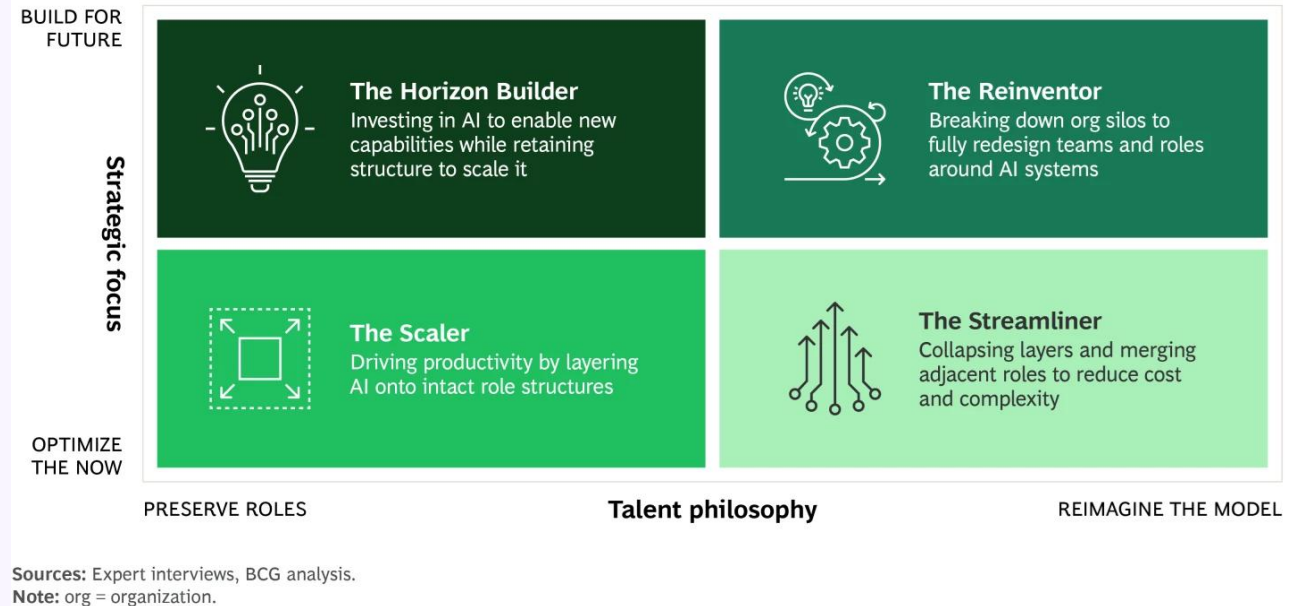 BUILD FOR
FUTURE
The Horizon Builder
Investing in AI to enable new
capabilities while retaining
structure to scale it
The Reinventor
Breaking down org silos to
fully redesign teams and roles
around AI systems
Strategic focus
The Scaler
Driving productivity by layering
AI onto intact role structures
The Streamliner
Collapsing layers and merging
adjacent roles to reduce cost
and complexity
OPTIMIZE
THE NOW
PRESERVE ROLES
Talent philosophy
REIMAGINE THE MODEL
Sources: Expert interviews, BCG analysis.
Note: org = organization.